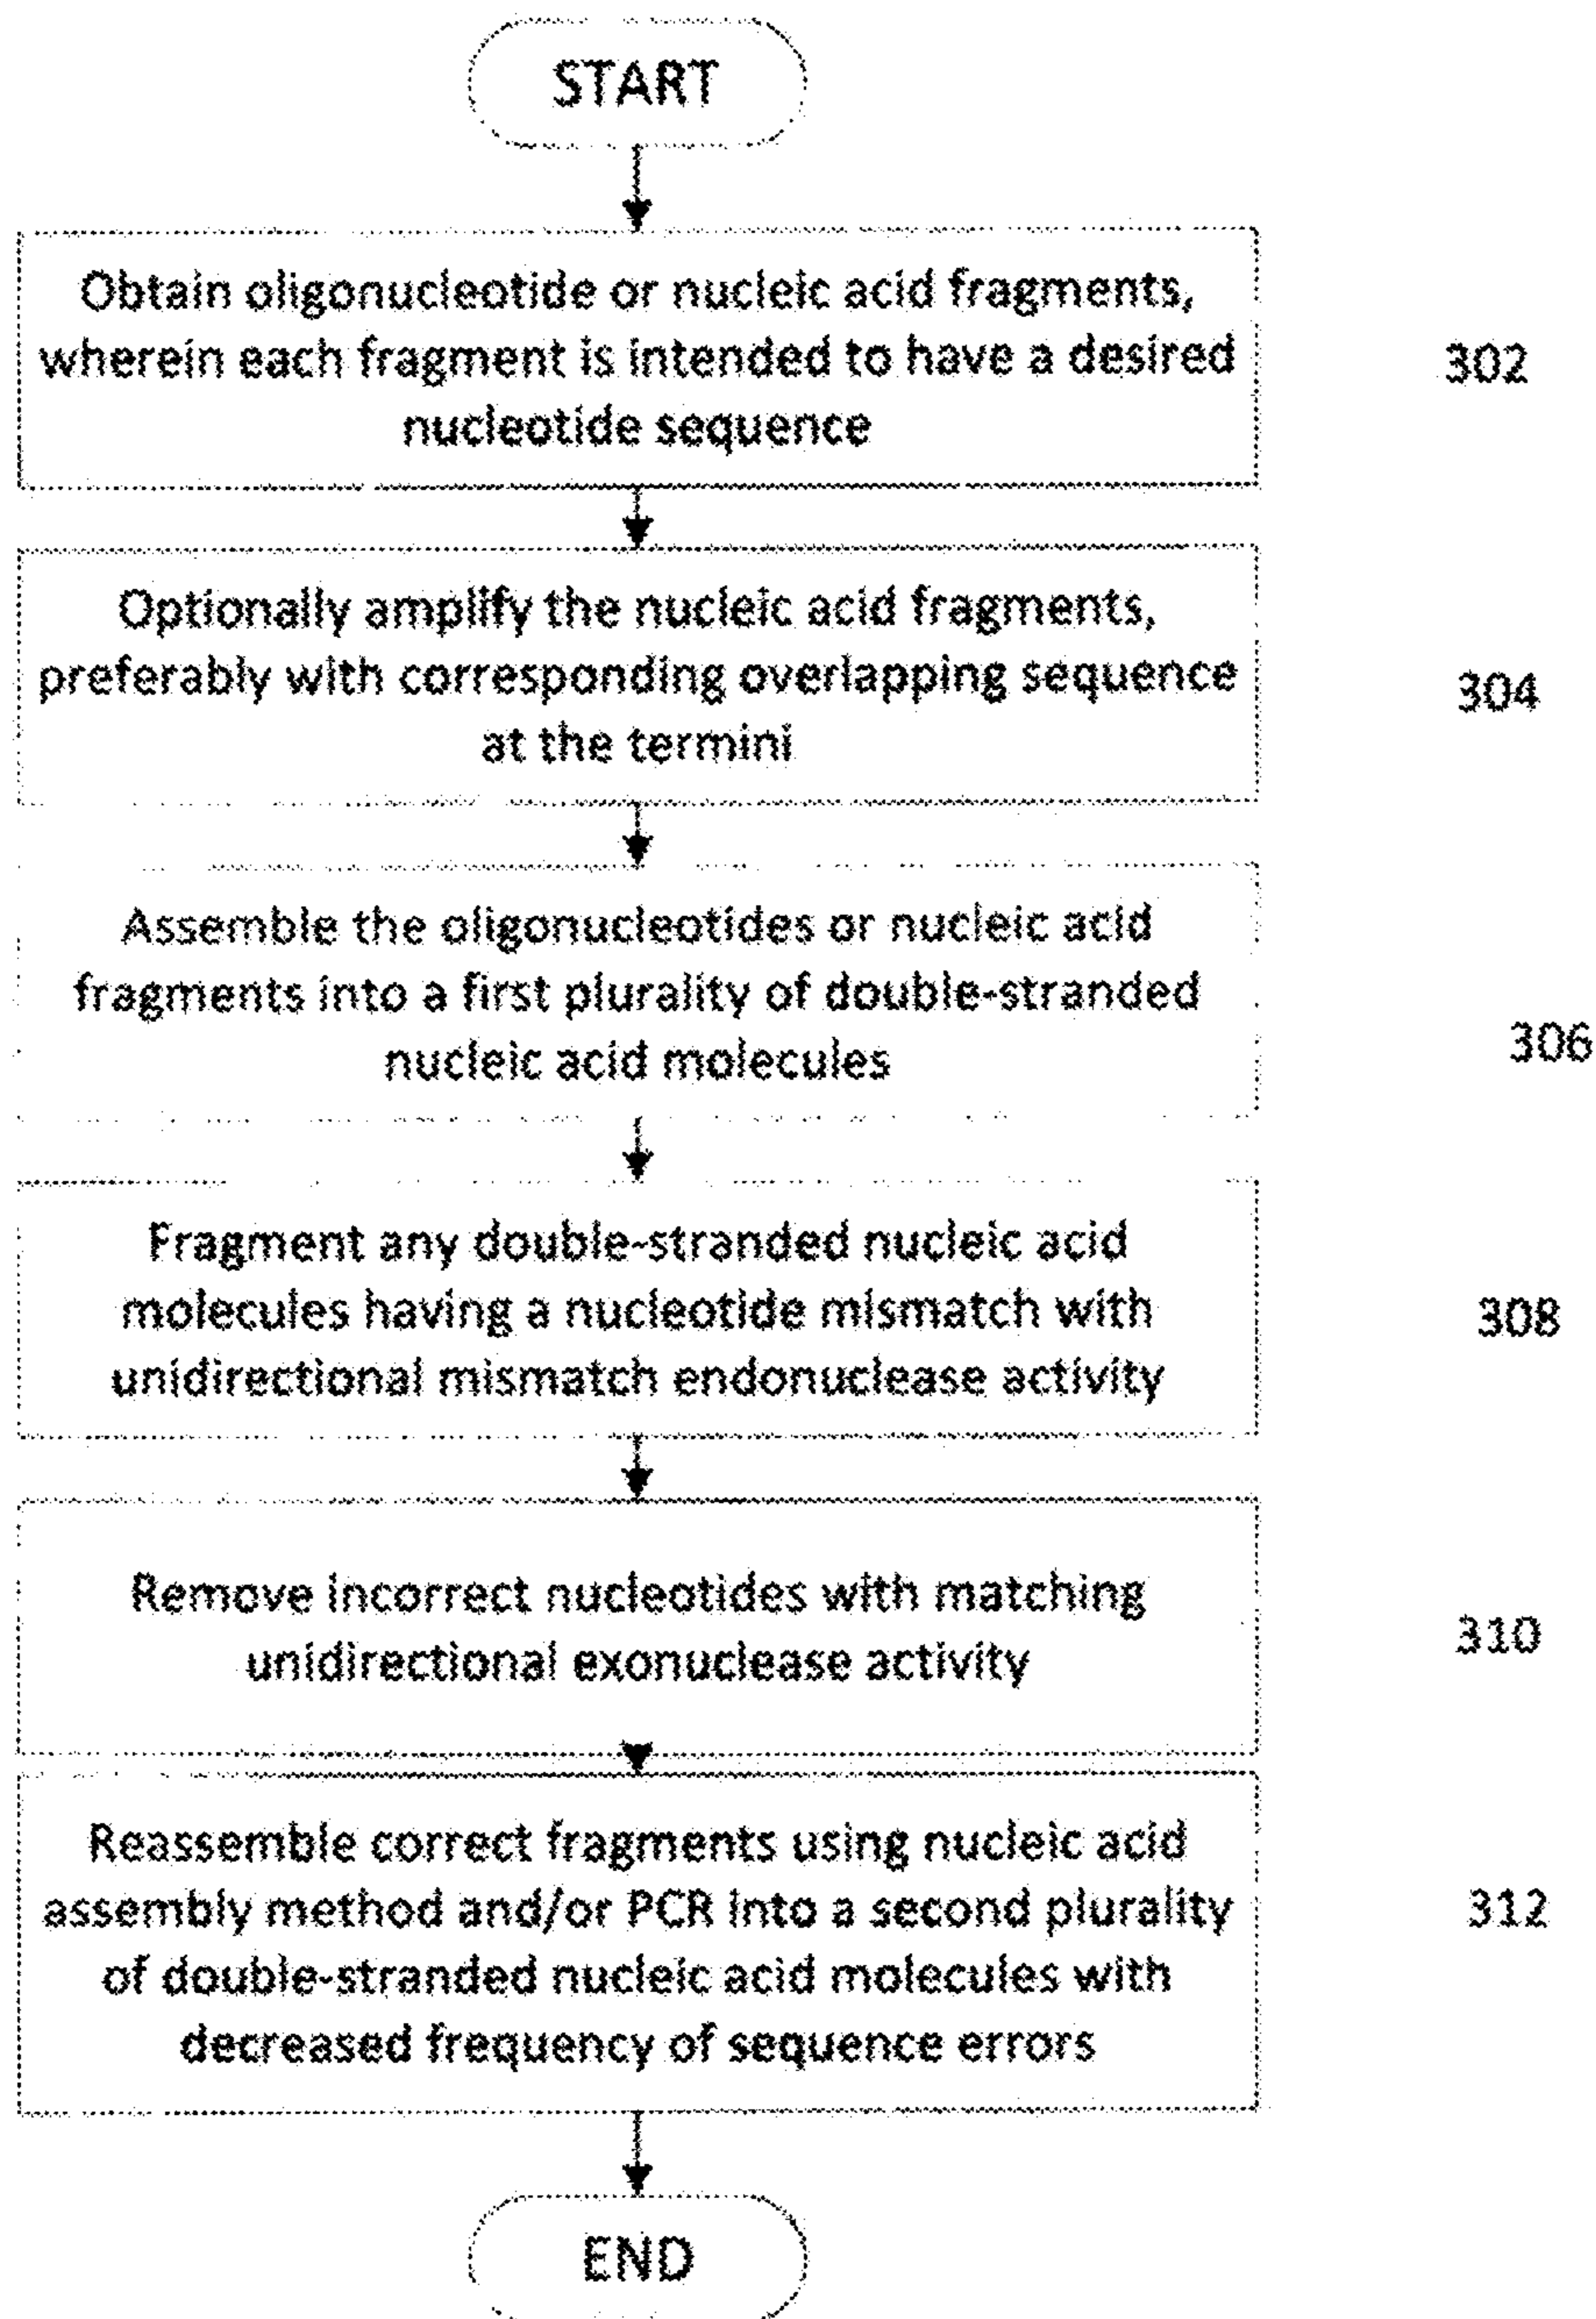 START
Obtain oligonucleotide or nucleic acid fragments,
wherein each fragment is intended to have a desired
nucleotide sequence
302
Optionally amplify the nucleic acid fragments,
preferably with corresponding overlapping sequence
at the termini
304
Assemble the oligonucleotides or nucleic acid
fragments into a first plurality of double-stranded
nucleic acid molecules
306
Fragment any double-stranded nucleic acid
molecules having a nucleotide mismatch with
unidirectional mismatch endonuclease activity
308
Remove incorrect nucleotides with matching
unidirectional exonuclease activity
310
Reassemble correct fragments using nucleic acid
assembly method and/or PCR into a second plurality
of double-stranded nucleic acid molecules with
decreased frequency of sequence errors
312
END